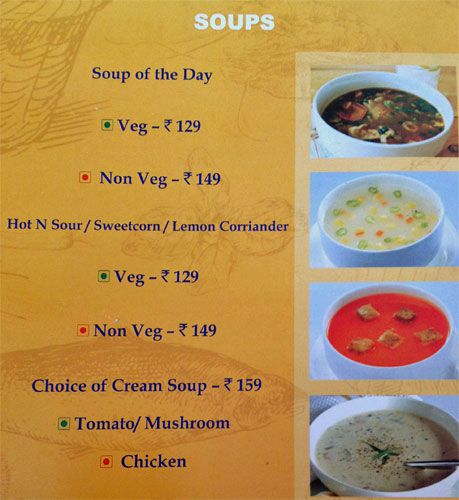 SOUPS
Soup of the Day
Veg – ₹ 129
Non Veg – ₹ 149
Hot N Sour / Sweetcorn / Lemon Corriander
Veg – ₹ 129
Non Veg – ₹ 149
Choice of Cream Soup – ₹ 159
Tomato/ Mushroom
Chicken